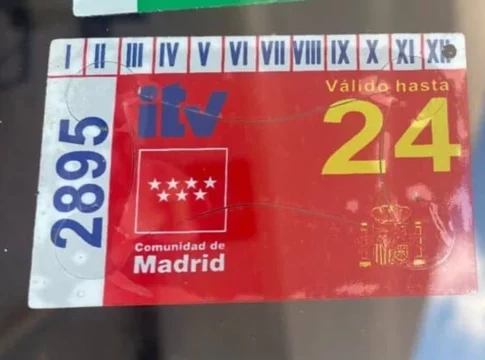 I II III IV V VI VII VIII IX X XI XII
itv
Válido hasta
24
2895
Comunidad de
Madrid